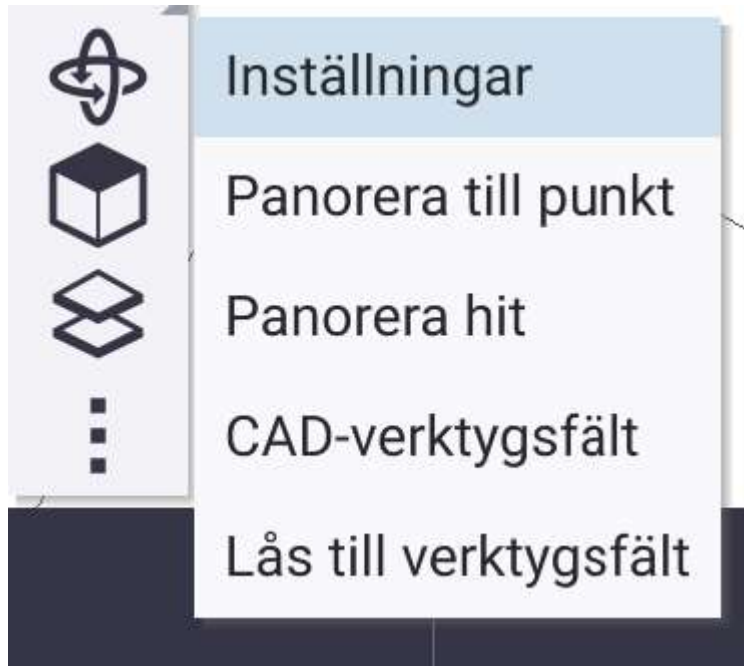 Inställningar
Panorera till punkt
Panorera hit
CAD-verktygsfält
Lås till verktygsfält